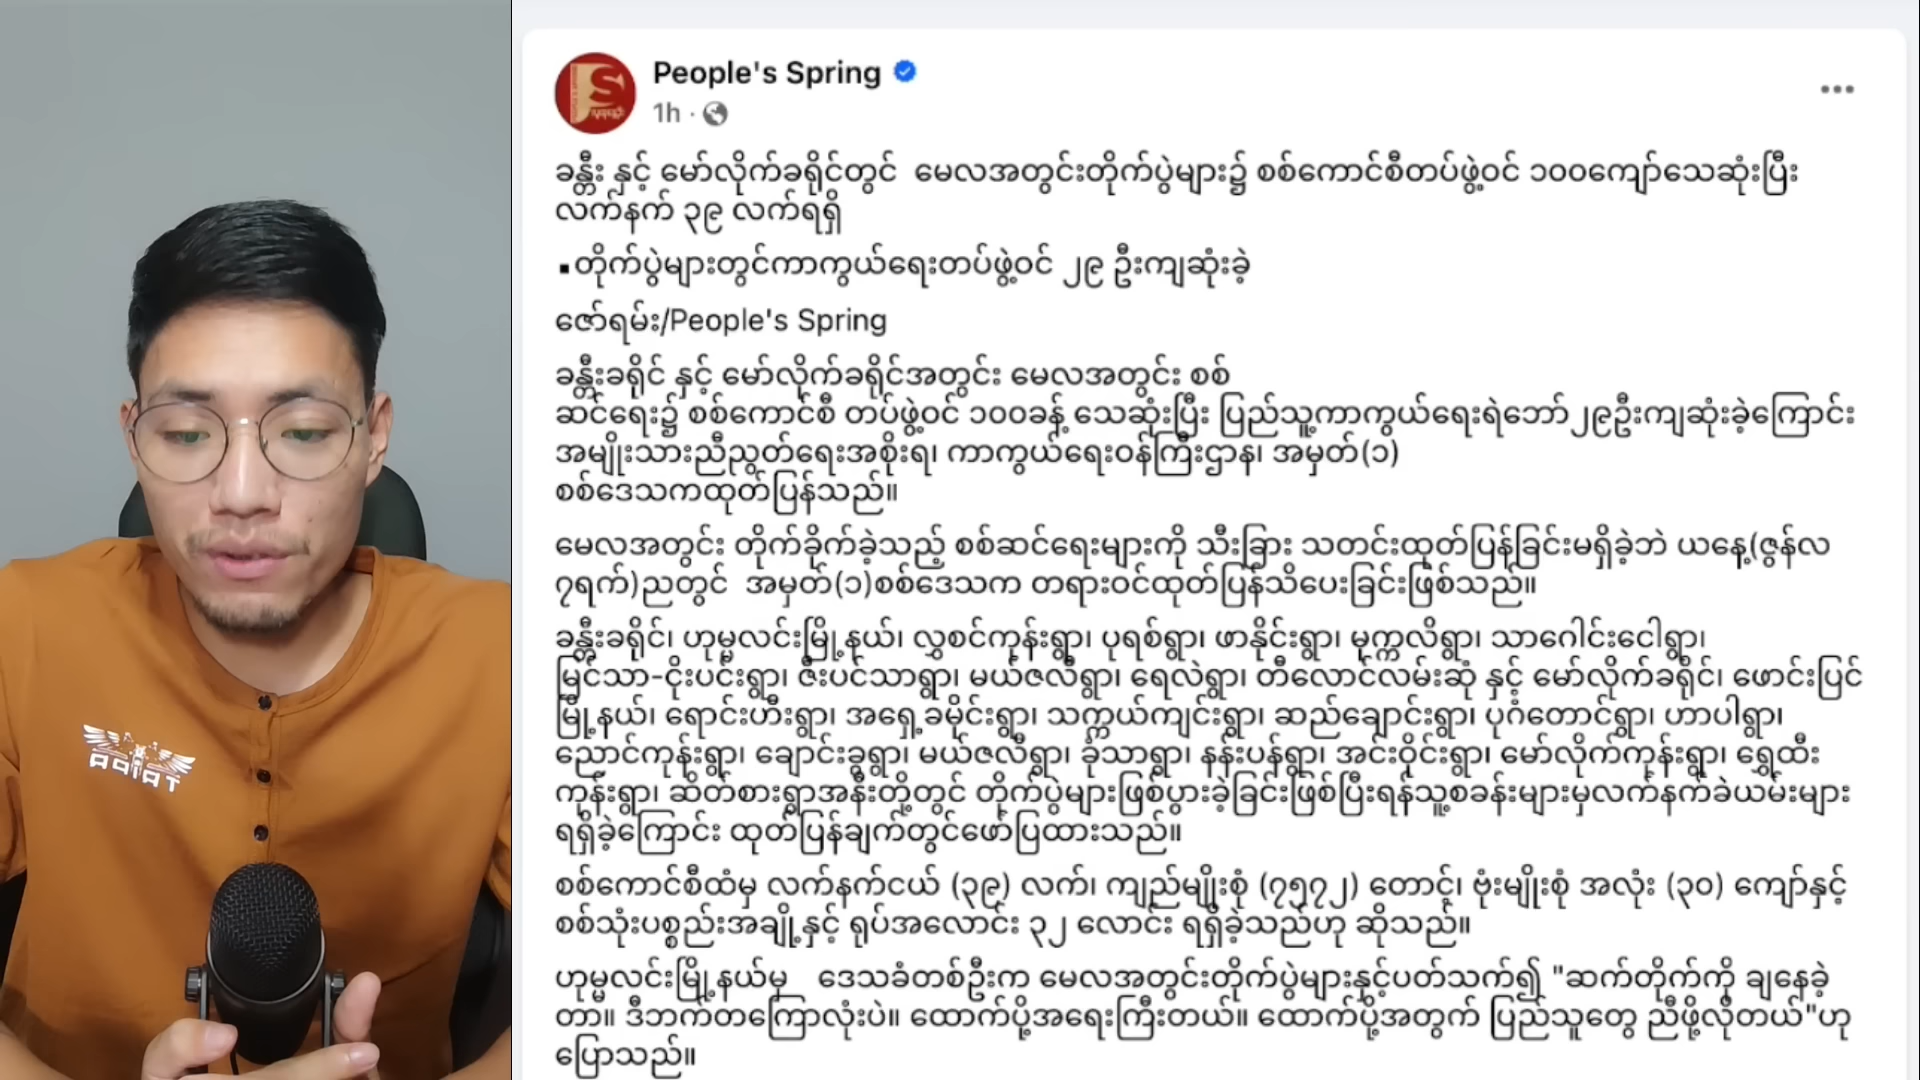 People's Spring
1h ·
ခန္တီး နှင့် မော်လိုက်ခရိုင်တွင် မေလအတွင်းတိုက်ပွဲများ၌ စစ်ကောင်စီတပ်ဖွဲ့ဝင် ၁၀၀ကျော်သေဆုံးပြီး
လက်နက် ၃၉ လက်ရရှိ
▪တိုက်ပွဲများတွင်ကာကွယ်ရေးတပ်ဖွဲ့ဝင် ၂၉ ဦးကျဆုံးခဲ့
ဇော်ရမ်း/People's Spring
ခန္တီးခရိုင် နှင့် မော်လိုက်ခရိုင်အတွင်း မေလအတွင်း စစ်
ဆင်ရေး၌ စစ်ကောင်စီ တပ်ဖွဲ့ဝင် ၁၀၀ခန့် သေဆုံးပြီး ပြည်သူ့ကာကွယ်ရေးရဲဘော်၂၉ဦးကျဆုံးခဲ့ကြောင်း
အမျိုးသားညီညွတ်ရေးအစိုးရ၊ ကာကွယ်ရေးဝန်ကြီးဌာန၊ အမှတ်(၁)
စစ်ဒေသကထုတ်ပြန်သည်။
မေလအတွင်း တိုက်ခိုက်ခဲ့သည့် စစ်ဆင်ရေးများကို သီးခြား သတင်းထုတ်ပြန်ခြင်းမရှိခဲ့ဘဲ ယနေ့(ဇွန်လ
၇ရက်)ညတွင် အမှတ်(၁)စစ်ဒေသက တရားဝင်ထုတ်ပြန်သိပေးခြင်းဖြစ်သည်။
ခန္တီးခရိုင်၊ ဟုမ္မလင်းမြို့နယ်၊ လွှစင်ကုန်းရွာ၊ ပုရစ်ရွာ၊ ဖာနိုင်းရွာ၊ မုက္ကလိရွာ၊ သာဂေါင်းငေါရွာ၊
မြင်သာ-ငိုးပင်းရွာ၊ ဇီးပင်သာရွာ၊ မယ်ဇလီရွာ၊ ရေလဲရွာ၊ တီလောင်လမ်းဆုံ နှင့် မော်လိုက်ခရိုင်၊ ဖောင်းပြင်
မြို့နယ်၊ ရောင်းဟီးရွာ၊ အရှေ့ခမိုင်းရွာ၊ သက္ကယ်ကျင်းရွာ၊ ဆည်ချောင်းရွာ၊ ပုဂံတောင်ရွာ၊ ဟာပါရွာ၊
ညောင်ကုန်းရွာ၊ ချောင်းခွရွာ၊ မယ်ဇလီရွာ၊ ခိုသာရွာ၊ နန်းပန်ရွာ၊ အင်းဝိုင်းရွာ၊ မော်လိုက်ကုန်းရွာ၊ ရွှေထီး
ကုန်းရွာ၊ ဆိတ်စားရွာအနီးတို့တွင် တိုက်ပွဲများဖြစ်ပွားခဲ့ခြင်းဖြစ်ပြီးရန်သူ့စခန်းများမှလက်နက်ခဲယမ်းများ
ရရှိခဲ့ကြောင်း ထုတ်ပြန်ချက်တွင်ဖော်ပြထားသည်။
စစ်ကောင်စီထံမှ လက်နက်ငယ် (၃၉) လက်၊ ကျည်မျိုးစုံ (၇၅၇၂) တောင့်၊ ဗုံးမျိုးစုံ အလုံး (၃၀) ကျော်နှင့်
စစ်သုံးပစ္စည်းအချို့နှင့် ရုပ်အလောင်း ၃၂ လောင်း ရရှိခဲ့သည်ဟု ဆိုသည်။
ဟုမ္မလင်းမြို့နယ်မှ ဒေသခံတစ်ဦးက မေလအတွင်းတိုက်ပွဲများနှင့်ပတ်သက်၍ "ဆက်တိုက်ကို ချနေခဲ့
တာ။ ဒီဘက်တကြောလုံးပဲ။ ထောက်ပို့အရေးကြီးတယ်။ ထောက်ပို့အတွက် ပြည်သူတွေ ညီဖို့လိုတယ်"ဟု
ပြောသည်။